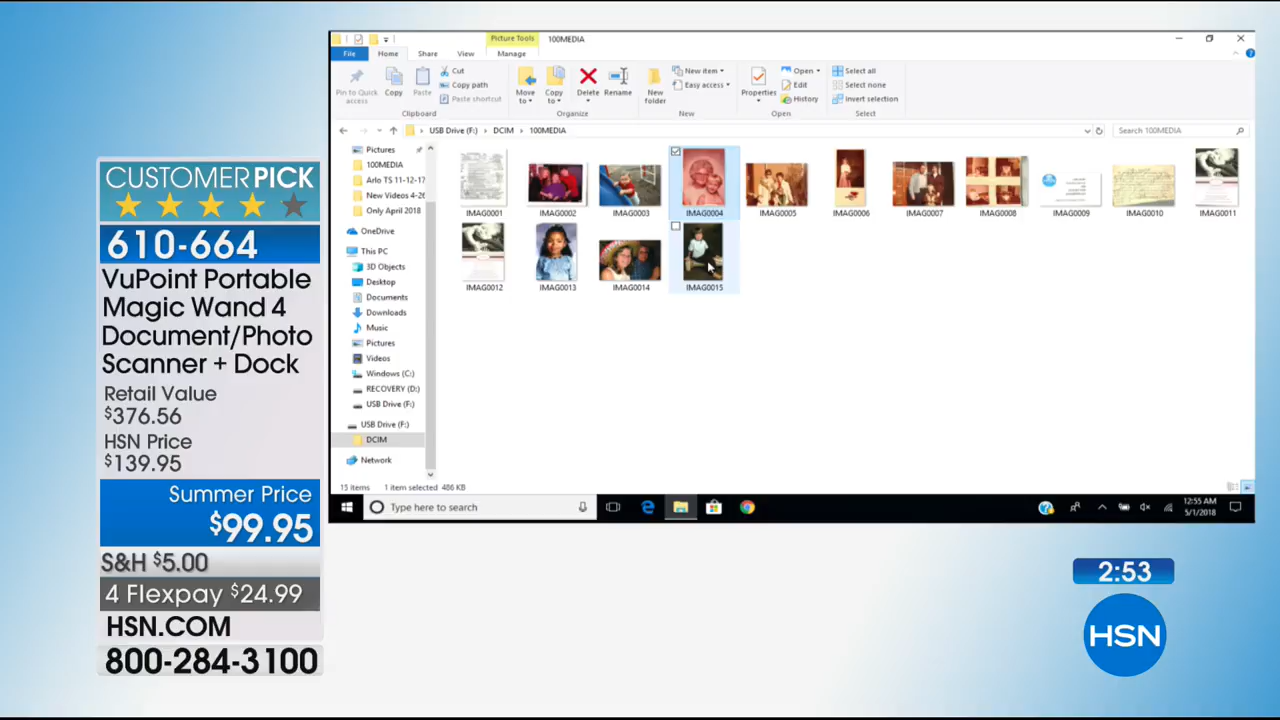 CUSTOMER PICK
610-664
VuPoint Portable
Magic Wand 4
Document/Photo
Scanner + Dock
Retail Value
$376.56
HSN Price
$139.95
Summer Price
$99.95
S&H $5.00
4 Flexpay $24.99
HSN.COM
800-284-3100
Picture Tools
100MEDIA
File
Home
Share
View
Manage
Pin to Quick access
Copy
Paste
Cut
Copy path
Paste shortcut
Clipboard
Move to
Copy to
Delete
Rename
Organize
New folder
New item
Easy access
New
Properties
Open
Edit
History
Open
Select all
Select none
Invert selection
Select
USB Drive (F:)
DCIM
100MEDIA
Search 100MEDIA
Pictures
100MEDIA
Arlo TS 11-12-17
New Videos 4-26
Only April 2018
OneDrive
This PC
3D Objects
Desktop
Documents
Downloads
Music
Pictures
Videos
Windows (C:)
RECOVERY (D:)
USB Drive (F:)
USB Drive (F:)
DCIM
Network
IMAG0001
IMAG0002
IMAG0003
IMAG0004
IMAG0005
IMAG0006
IMAG0007
IMAG0008
IMAG0009
IMAG0010
IMAG0011
IMAG0012
IMAG0013
IMAG0014
IMAG0015
15 items
1 item selected 486 KB
Type here to search
12:55 AM
5/1/2018
2:53
HSN